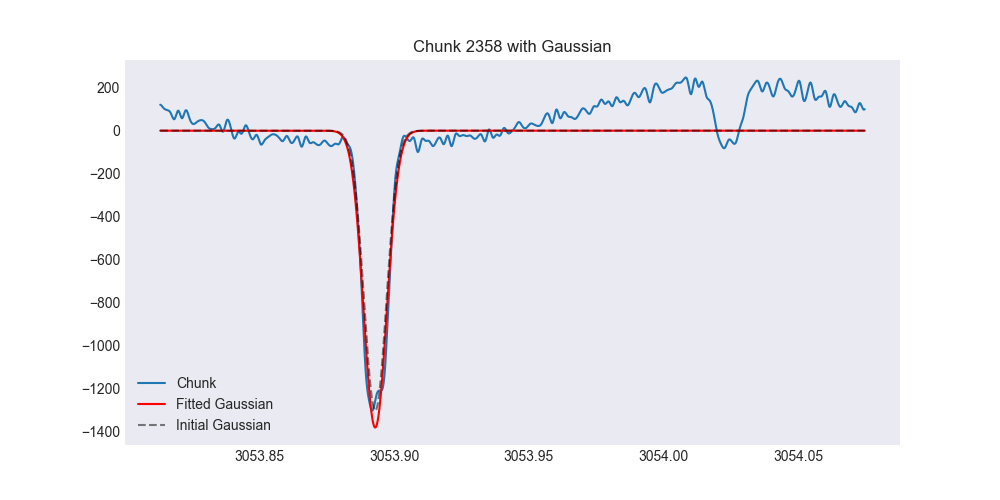 Chunk 2358 with Gaussian
200
0
−200
−400
−600
−800
−1000
−1200
−1400
Chunk
Fitted Gaussian
Initial Gaussian
3053.85 3053.90 3053.95 3054.00 3054.05